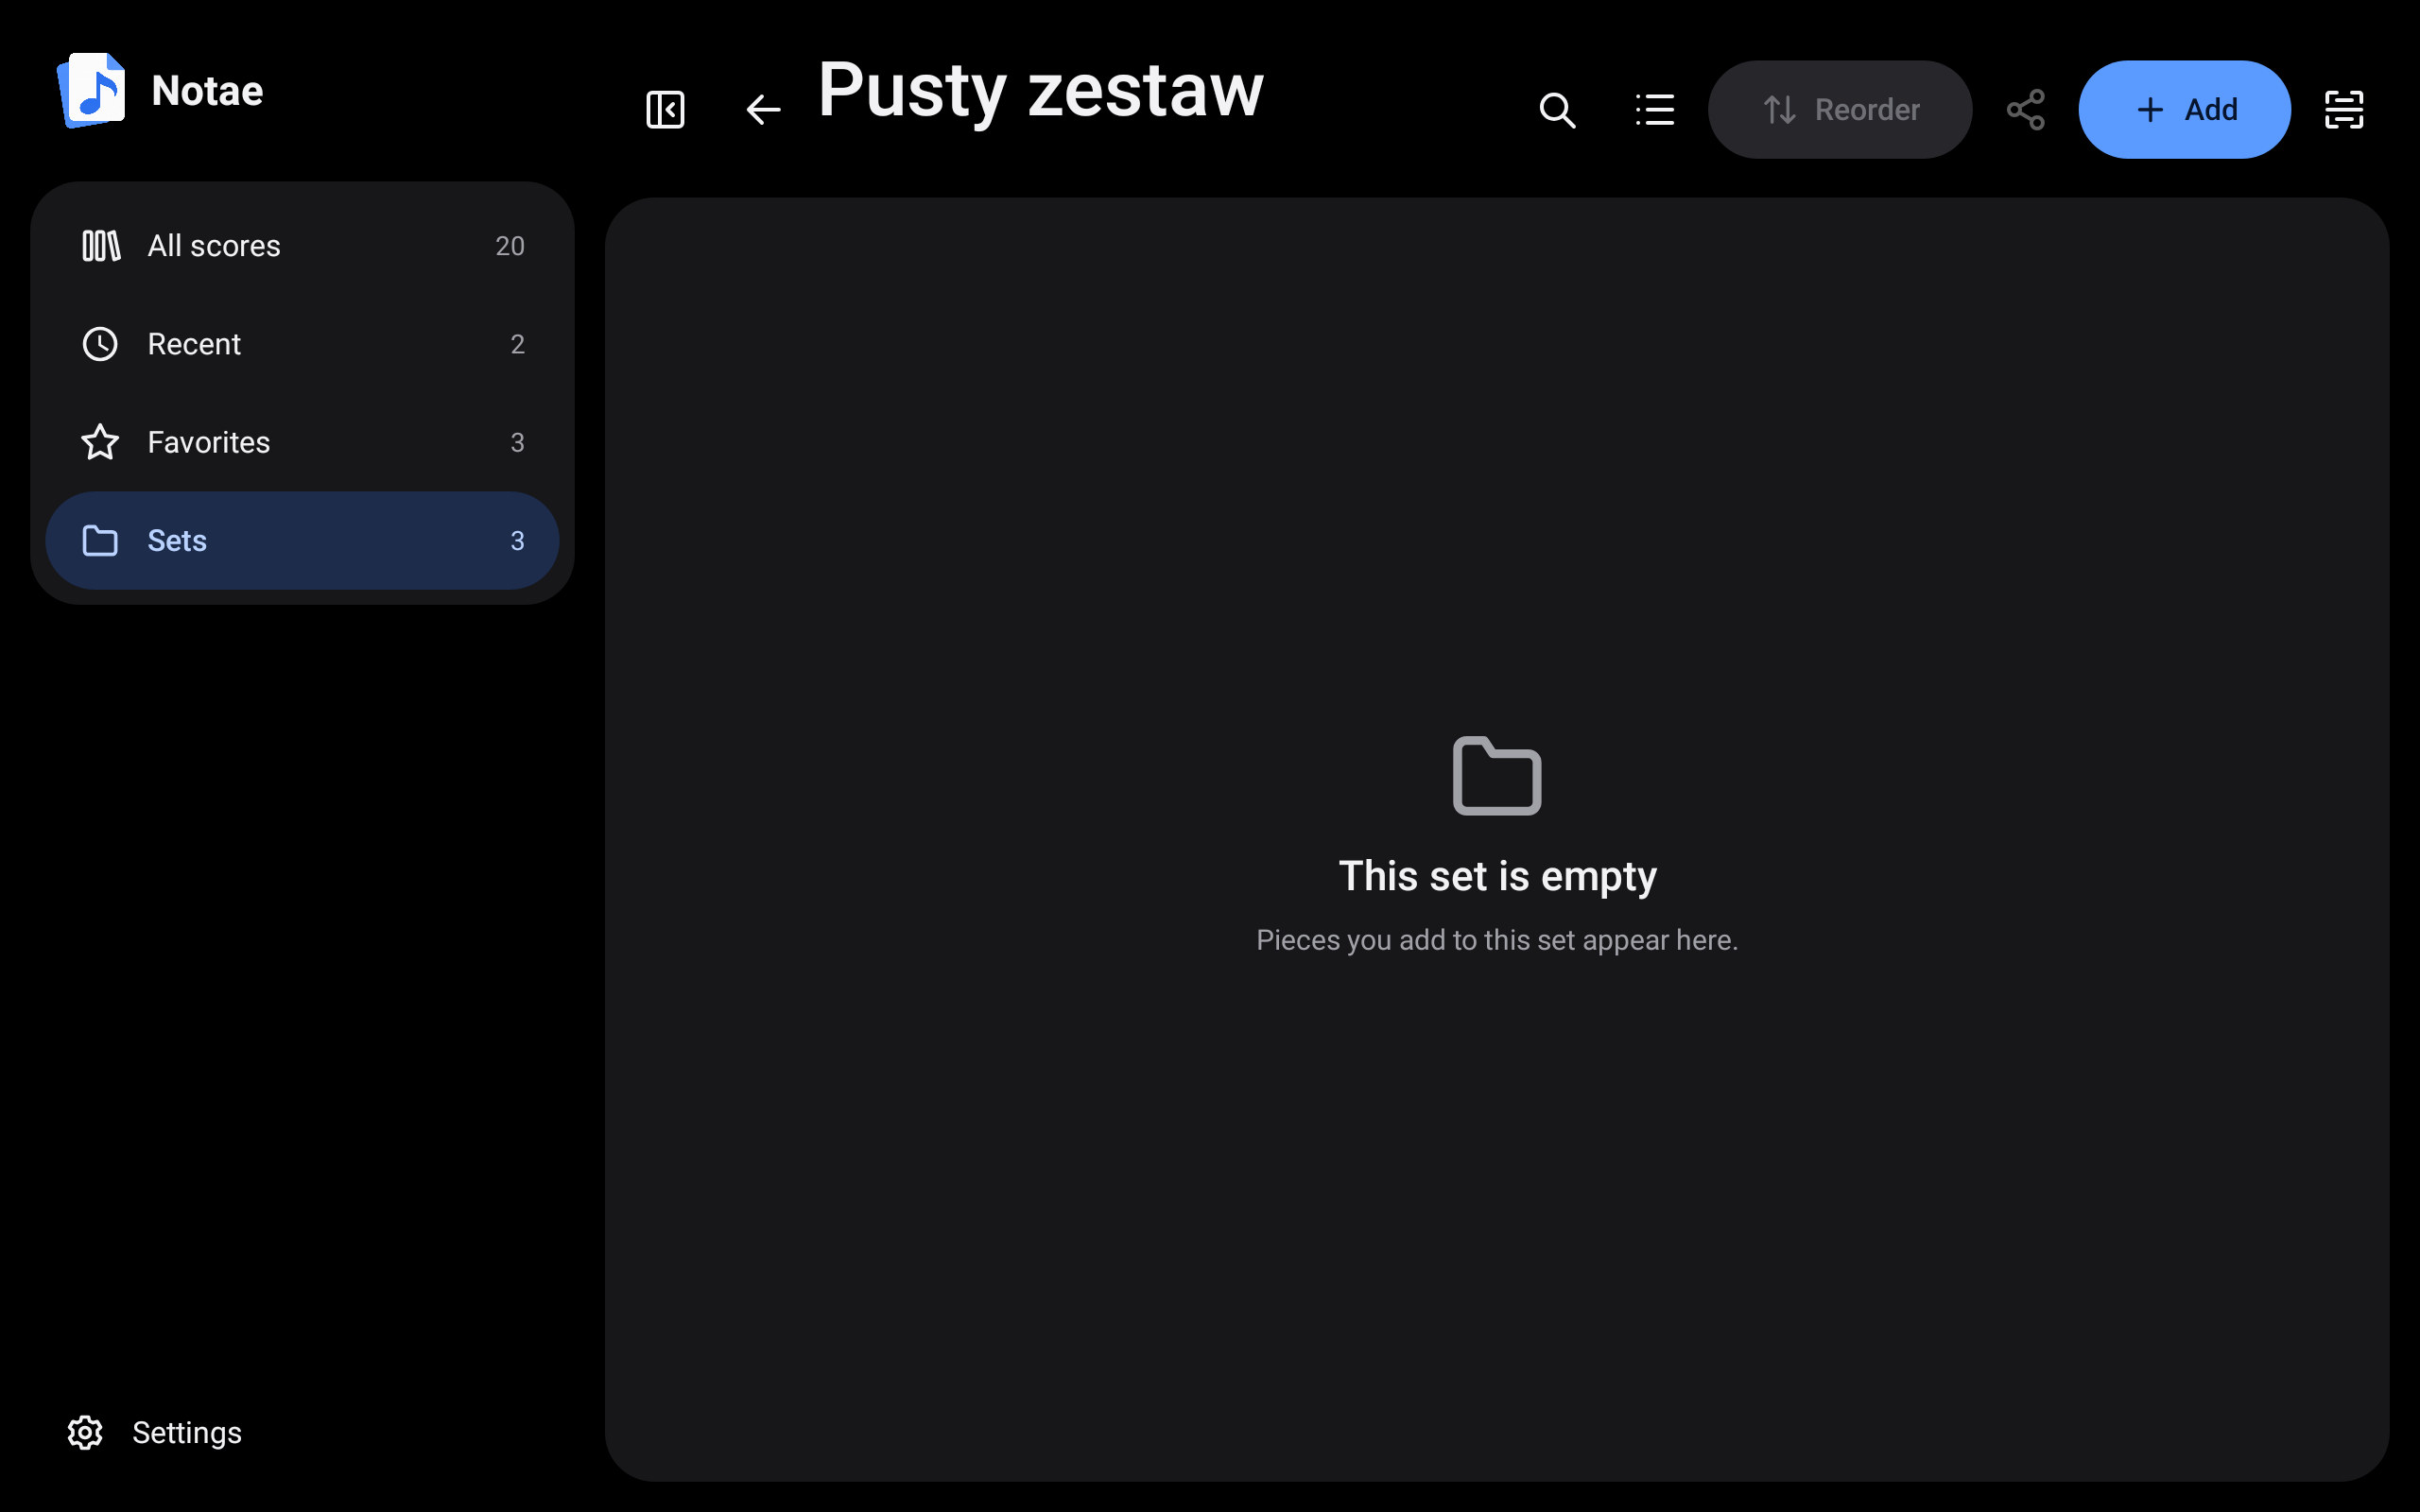 Notae
Pusty zestaw
Reorder
Add
All scores 20
Recent 2
Favorites 3
Sets 3
This set is empty
Pieces you add to this set appear here.
Settings